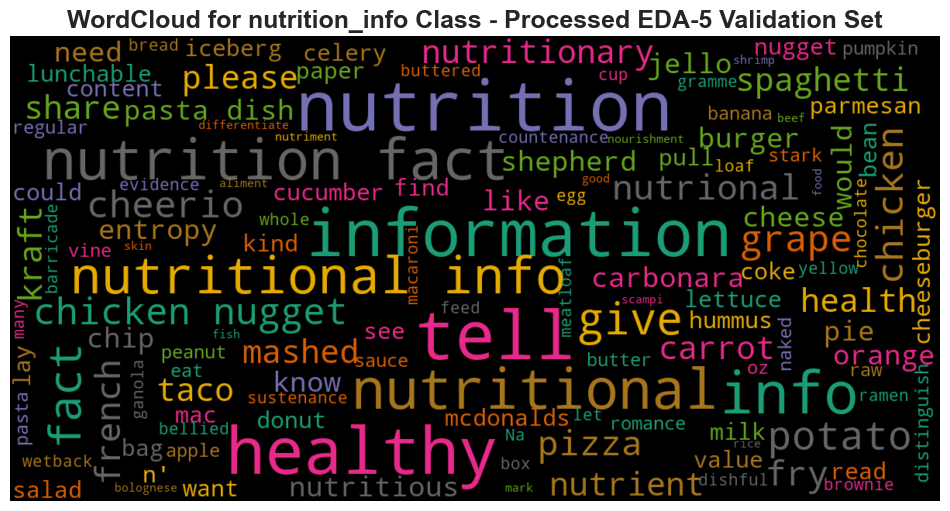 WordCloud for nutrition_info Class - Processed EDA-5 Validation Set
need bread iceberg celery nutritionary jello nugget pumpkin
shrimp
lunchable content please paper buttered cup gramme spaghetti
share pasta dish nutrition banana beef parmesan
regular differentiate nutriment countenance nourishment burger
nutrition fact shepherd pull loaf stark would bean chicken
could evidence aliment cucumber find like egg good nutrional food
cheerio whole information cheese chocolate
kraft barricade entropy kind macaroni grape
vine skin nutritional info carbonara coke yellow cheeseburger
chicken nugget feed meatloaf scampi lettuce health
many fish tell give hummus
chip see carrot pie
fact french peanut mashed sauce butter oz naked orange
pasta lay eat taco know nutritional info raw
ganola sustenance ramen
mac donut mcdonalds let romance milk potato distinguish
bellied healthy Na pizza rice
wetback bag apple box value fry read
n' nutritious nutrient dishful brownie
salad bolognese want mark